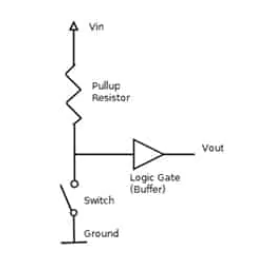 Vin
Pullup
Resistor
Vout
Logic Gate
(Buffer)
Switch
Ground